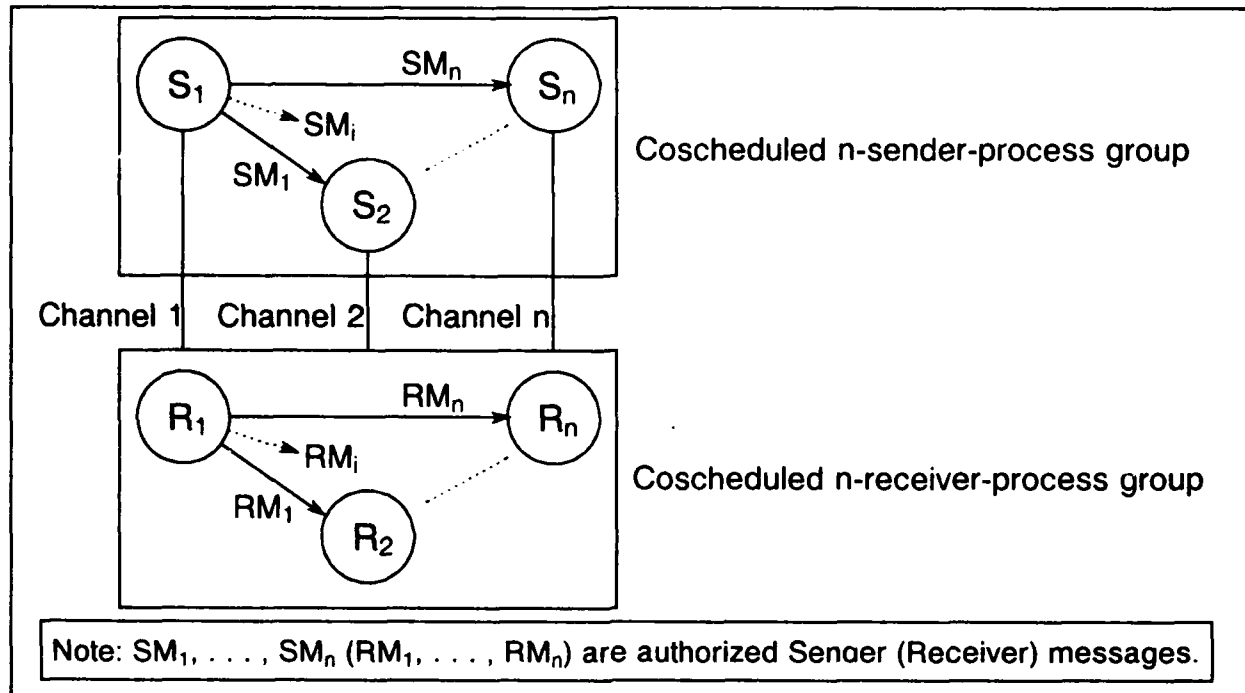 S₁
SMₙ
Sₙ
SMᵢ
SM₁
S₂
Coscheduled n-sender-process group
Channel 1
Channel 2
Channel n
R₁
RMₙ
Rₙ
RMᵢ
RM₁
R₂
Coscheduled n-receiver-process group
Note: SM₁, . . . , SMₙ (RM₁, . . . , RMₙ) are authorized Sender (Receiver) messages.